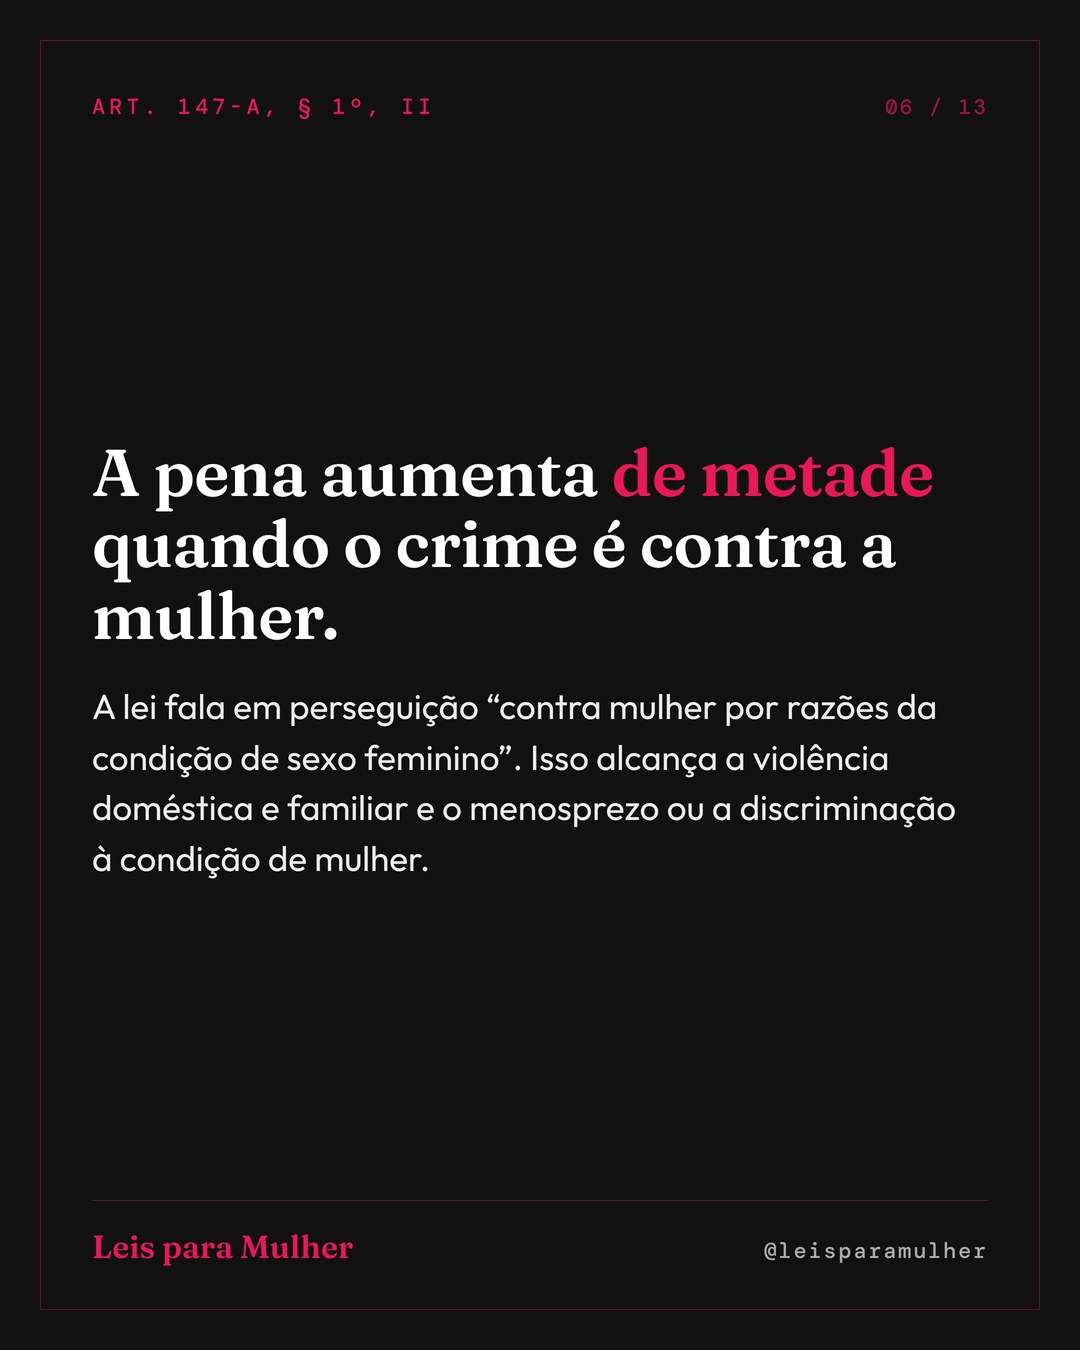 ART. 147-A, § 1º, II
06 / 13
A pena aumenta de metade
quando o crime é contra a
mulher.
A lei fala em perseguição “contra mulher por razões da
condição de sexo feminino”. Isso alcança a violência
doméstica e familiar e o menosprezo ou a discriminação
à condição de mulher.
Leis para Mulher
@leisparamulher